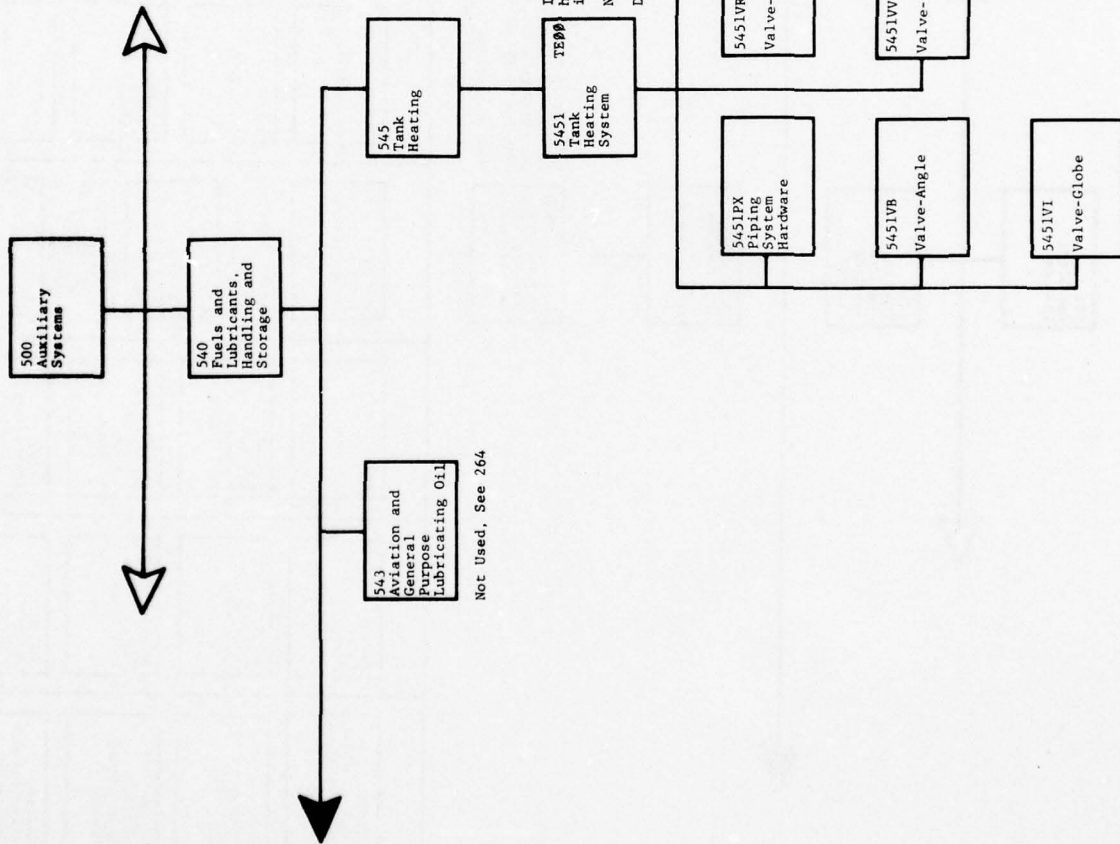 500
Auxiliary
Systems
540
Fuels and
Lubricants,
Handling and
Storage
543
Aviation and
General
Purpose
Lubricating Oil
Not Used, See 264
545
Tank
Heating
5451 TE00
Tank
Heating
System
5451PX
Piping
System
Hardware
5451VB
Valve-Angle
5451VI
Valve-Globe
Valve-
5451VV
Valve-